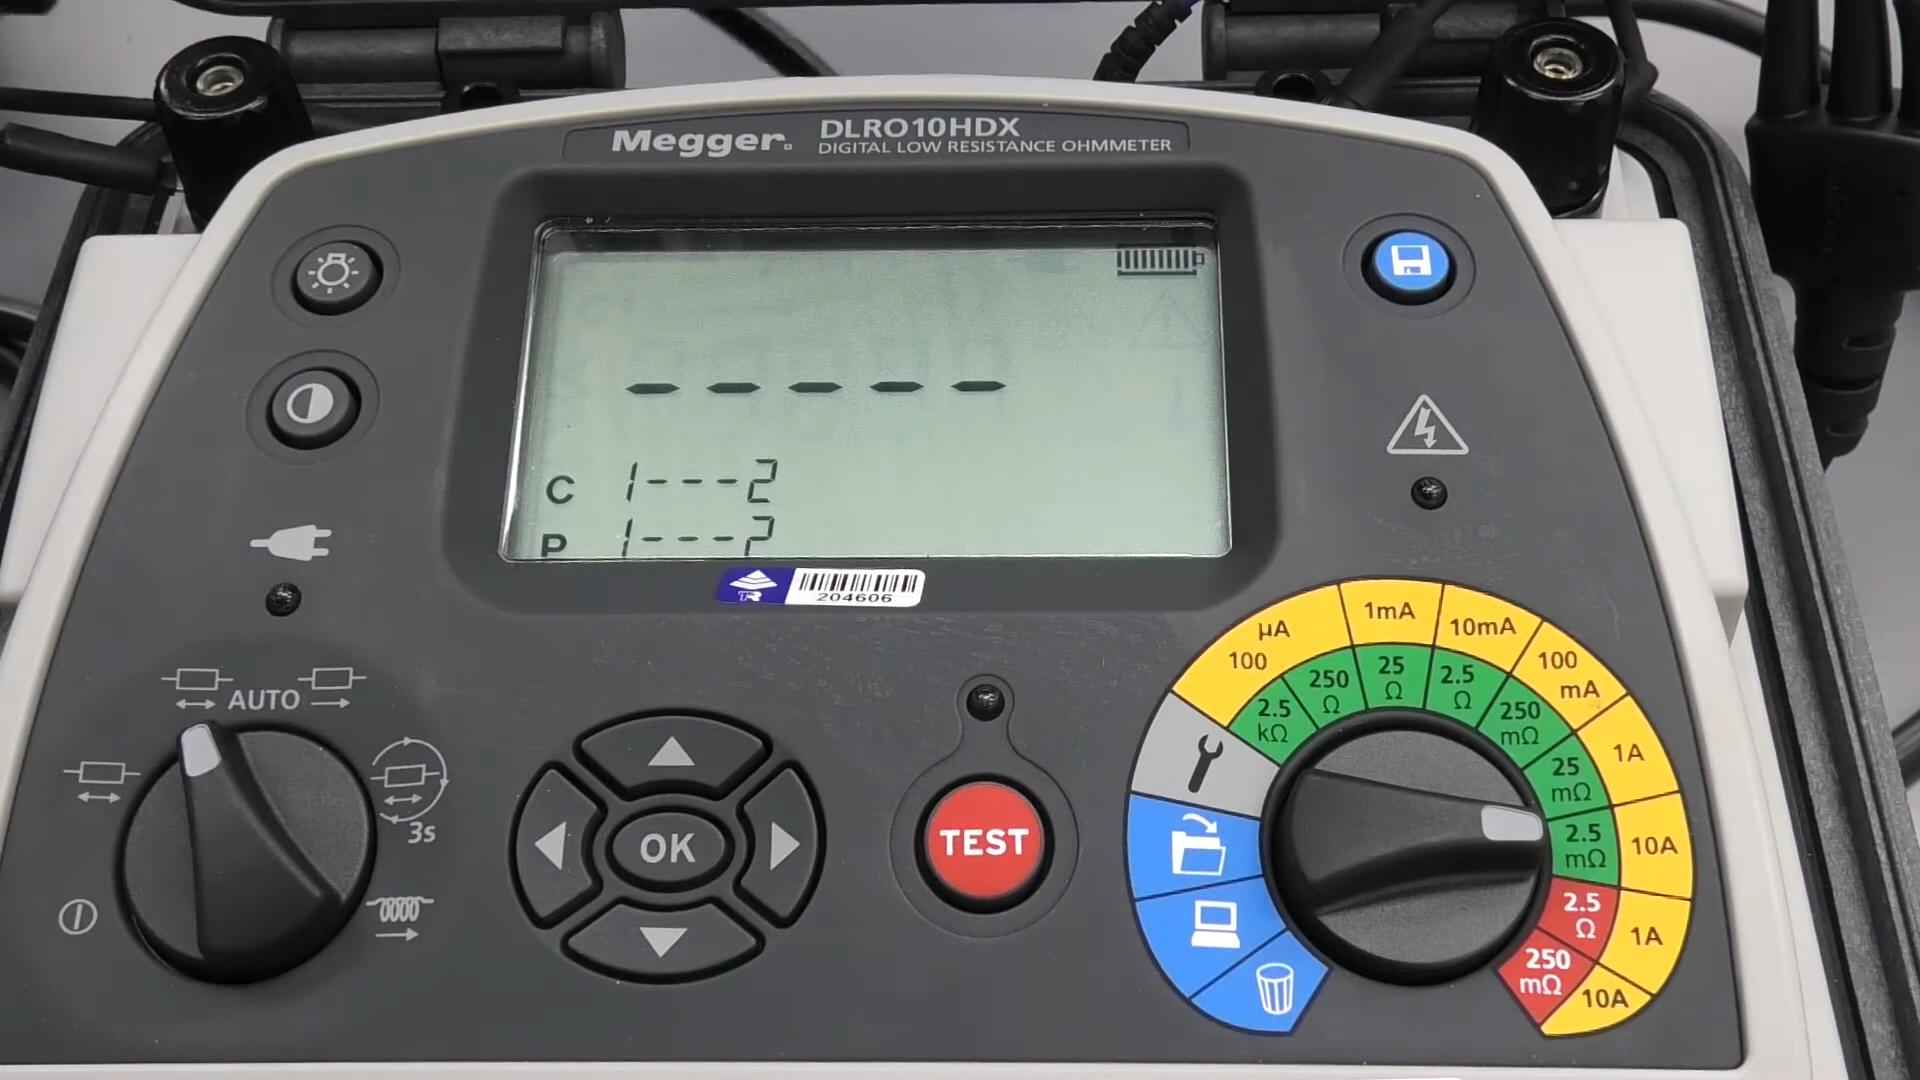 Megger.
DLRO10HDX
DIGITAL LOW RESISTANCE OHMMETER
- - - - -
C 1---2
P 1---2
TR
204606
AUTO
3s
OK
TEST
µA
100
1mA
10mA
100
mA
1A
10A
1A
10A
2.5
kΩ
250
Ω
25
Ω
2.5
Ω
250
mΩ
25
mΩ
2.5
mΩ
2.5
Ω
250
mΩ